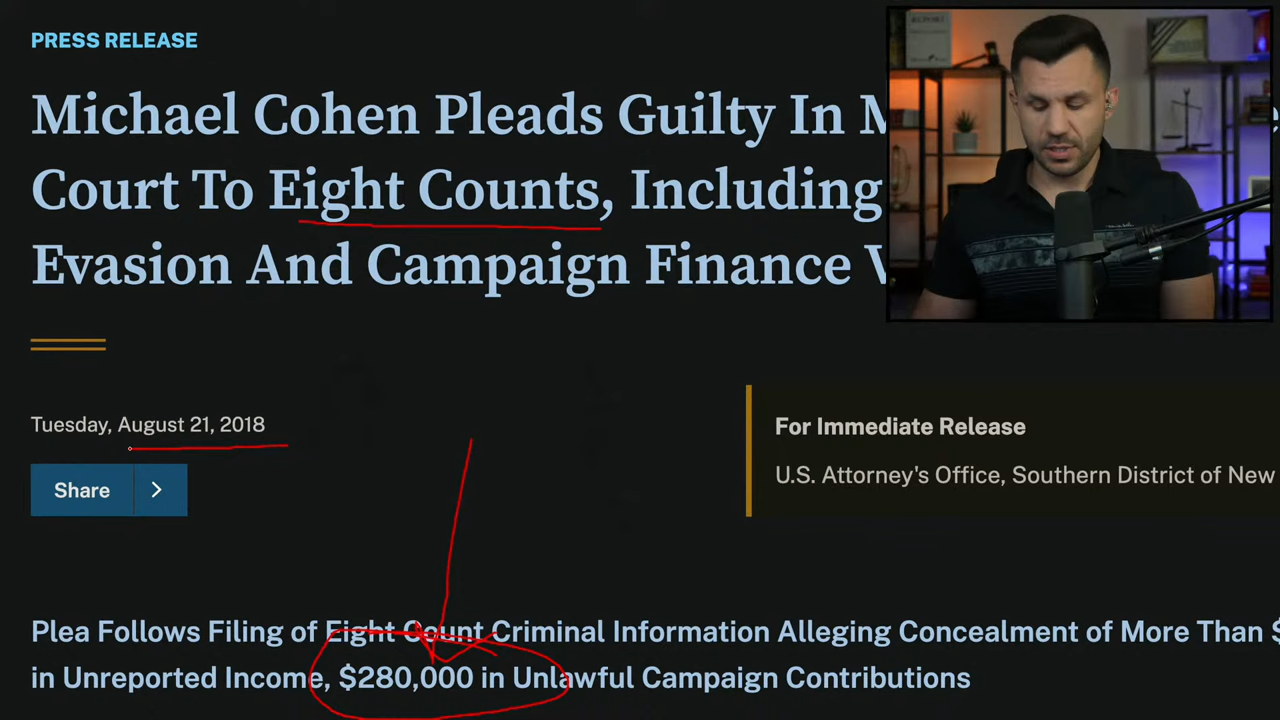 PRESS RELEASE
Michael Cohen Pleads Guilty In
Court To Eight Counts, Including
Evasion And Campaign Finance
Tuesday, August 21, 2018
Share
For Immediate Release
U.S. Attorney's Office, Southern District of New
Plea Follows Filing of Eight Count Criminal Information Alleging Concealment of More Than
in Unreported Income, $280,000 in Unlawful Campaign Contributions